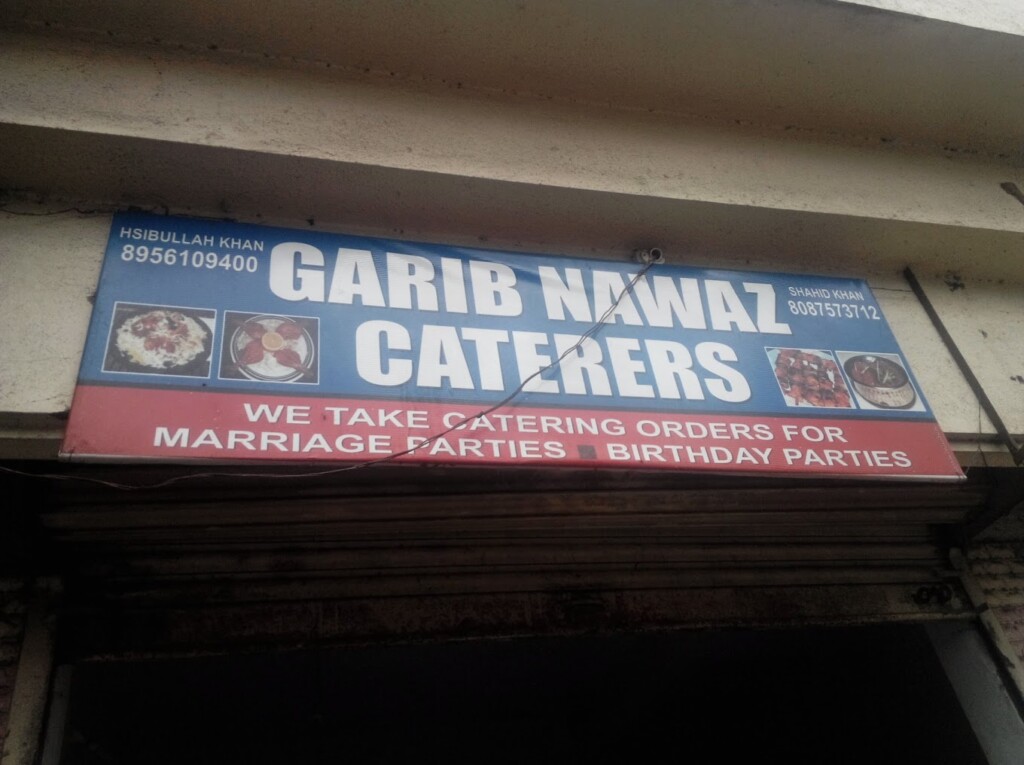 HSIBULLAH KHAN
8956109400
GARIB NAWAZ
CATERERS
SHAHID KHAN
8087573712
WE TAKE CATERING ORDERS FOR
MARRIAGE PARTIES ■ BIRTHDAY PARTIES